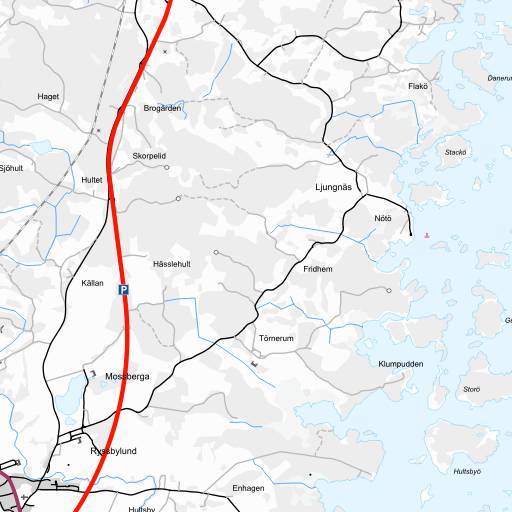 Flakö
Danerum
Haget
Brogården
Stackö
Skorpelid
Sjöhult
Hultet
Ljungnäs
Nötö
Hässlehult
Fridhem
Källan
P
Törnerum
Klumpudden
Mossberga
Storö
Ryssbylund
Hultsbyö
Enhagen
Hultsby